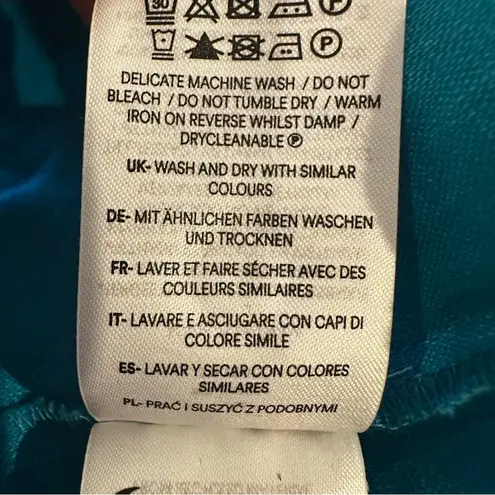 30
P
P
DELICATE MACHINE WASH / DO NOT
BLEACH / DO NOT TUMBLE DRY / WARM
IRON ON REVERSE WHILST DAMP /
DRYCLEANABLE Ⓟ
UK- WASH AND DRY WITH SIMILAR
COLOURS
DE- MIT ÄHNLICHEN FARBEN WASCHEN
UND TROCKNEN
FR- LAVER ET FAIRE SÉCHER AVEC DES
COULEURS SIMILAIRES
IT- LAVARE E ASCIUGARE CON CAPI DI
COLORE SIMILE
ES- LAVAR Y SECAR CON COLORES
SIMILARES
PL- PRAĆ I SUSZYĆ Z PODOBNYMI